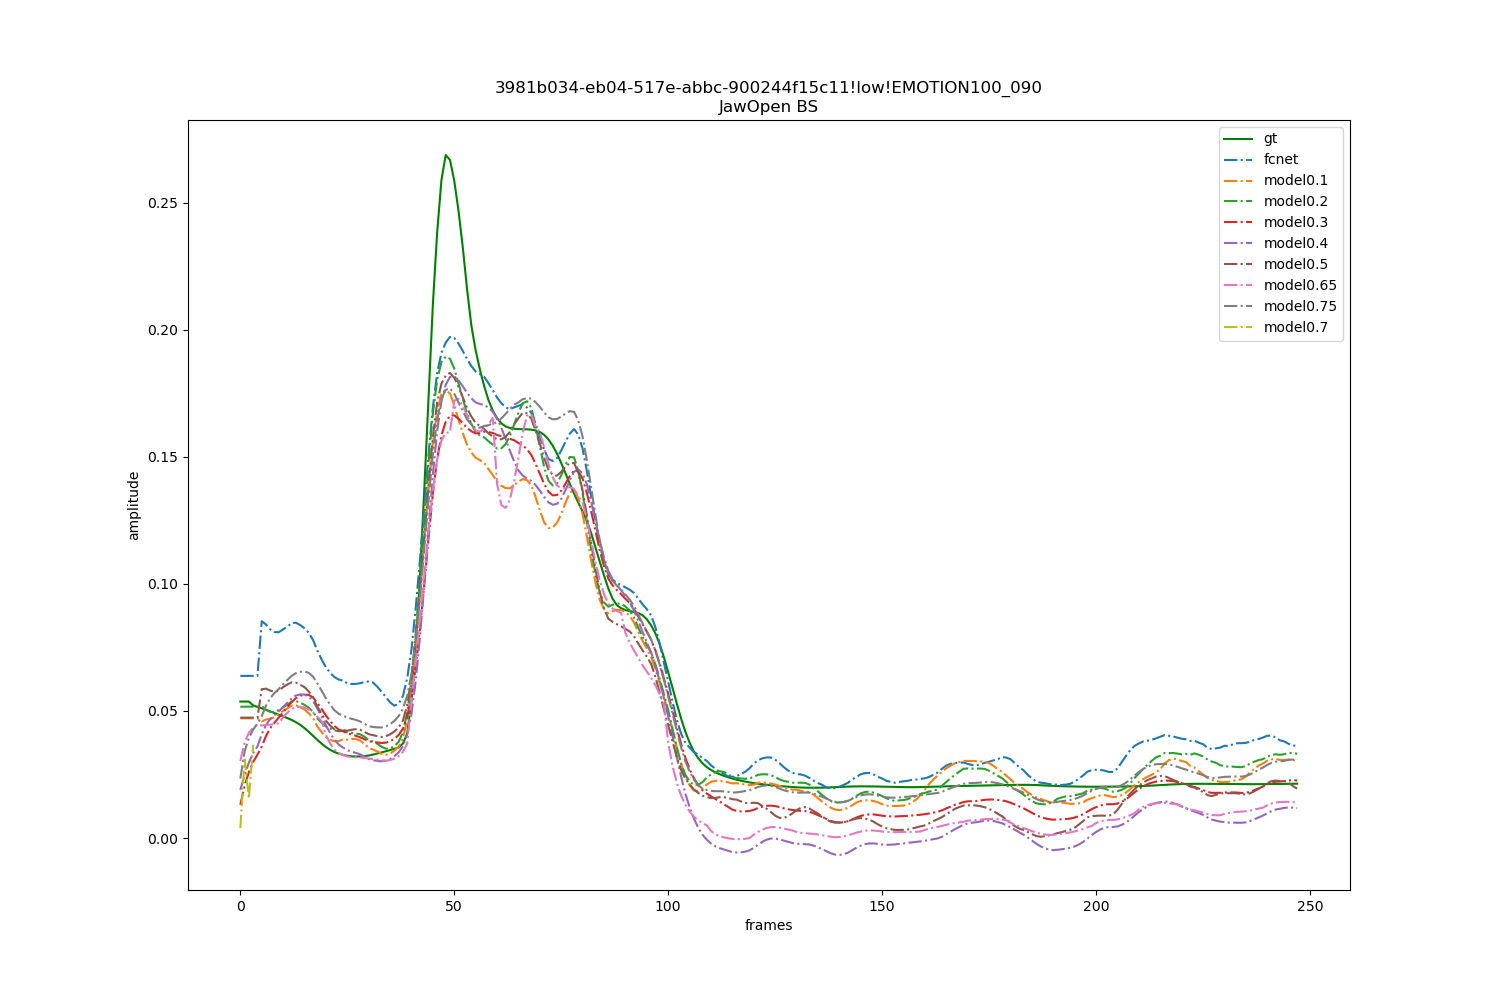 3981b034-eb04-517e-abbc-900244f15c11!low!EMOTION100_090
JawOpen BS
gt
fcnet
model0.1
model0.2
model0.3
model0.4
model0.5
model0.65
model0.75
model0.7
amplitude
0.25
0.20
0.15
0.10
0.05
0.00
0 50 100 150 200 250
frames